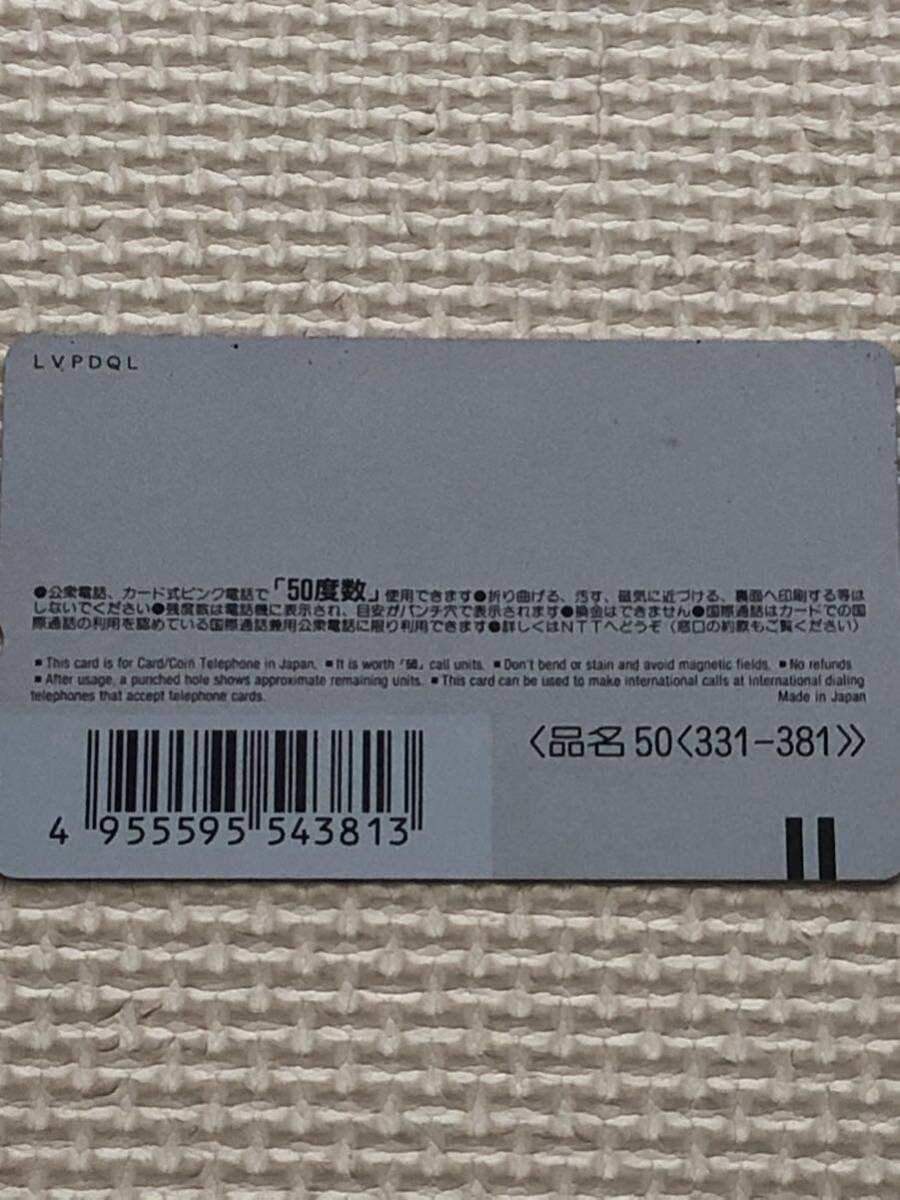 LVPDQL
●公衆電話、カード式ピンク電話で「50度数」使用できます●折り曲げる、汚す、磁気に近づける、裏面へ印刷する等は
しないでください●残度数は電話機に表示され、目安がパンチ穴で表示されます●換金はできません●国際通話はカードでの国
際通話の利用を認めている国際通話兼用公衆電話に限り利用できます●詳しくはNTTへどうぞ（窓口の約款もご覧ください）
■This card is for Card/Coin Telephone in Japan. ■It is worth「50」call units. ■Don't bend or stain and avoid magnetic fields. ■No refunds.
■After usage, a punched hole shows approximate remaining units. ■This card can be used to make international calls at international dialing
telephones that accept telephone cards. Made in Japan
〈品名 50〈331−381〉〉
4 955595 543813